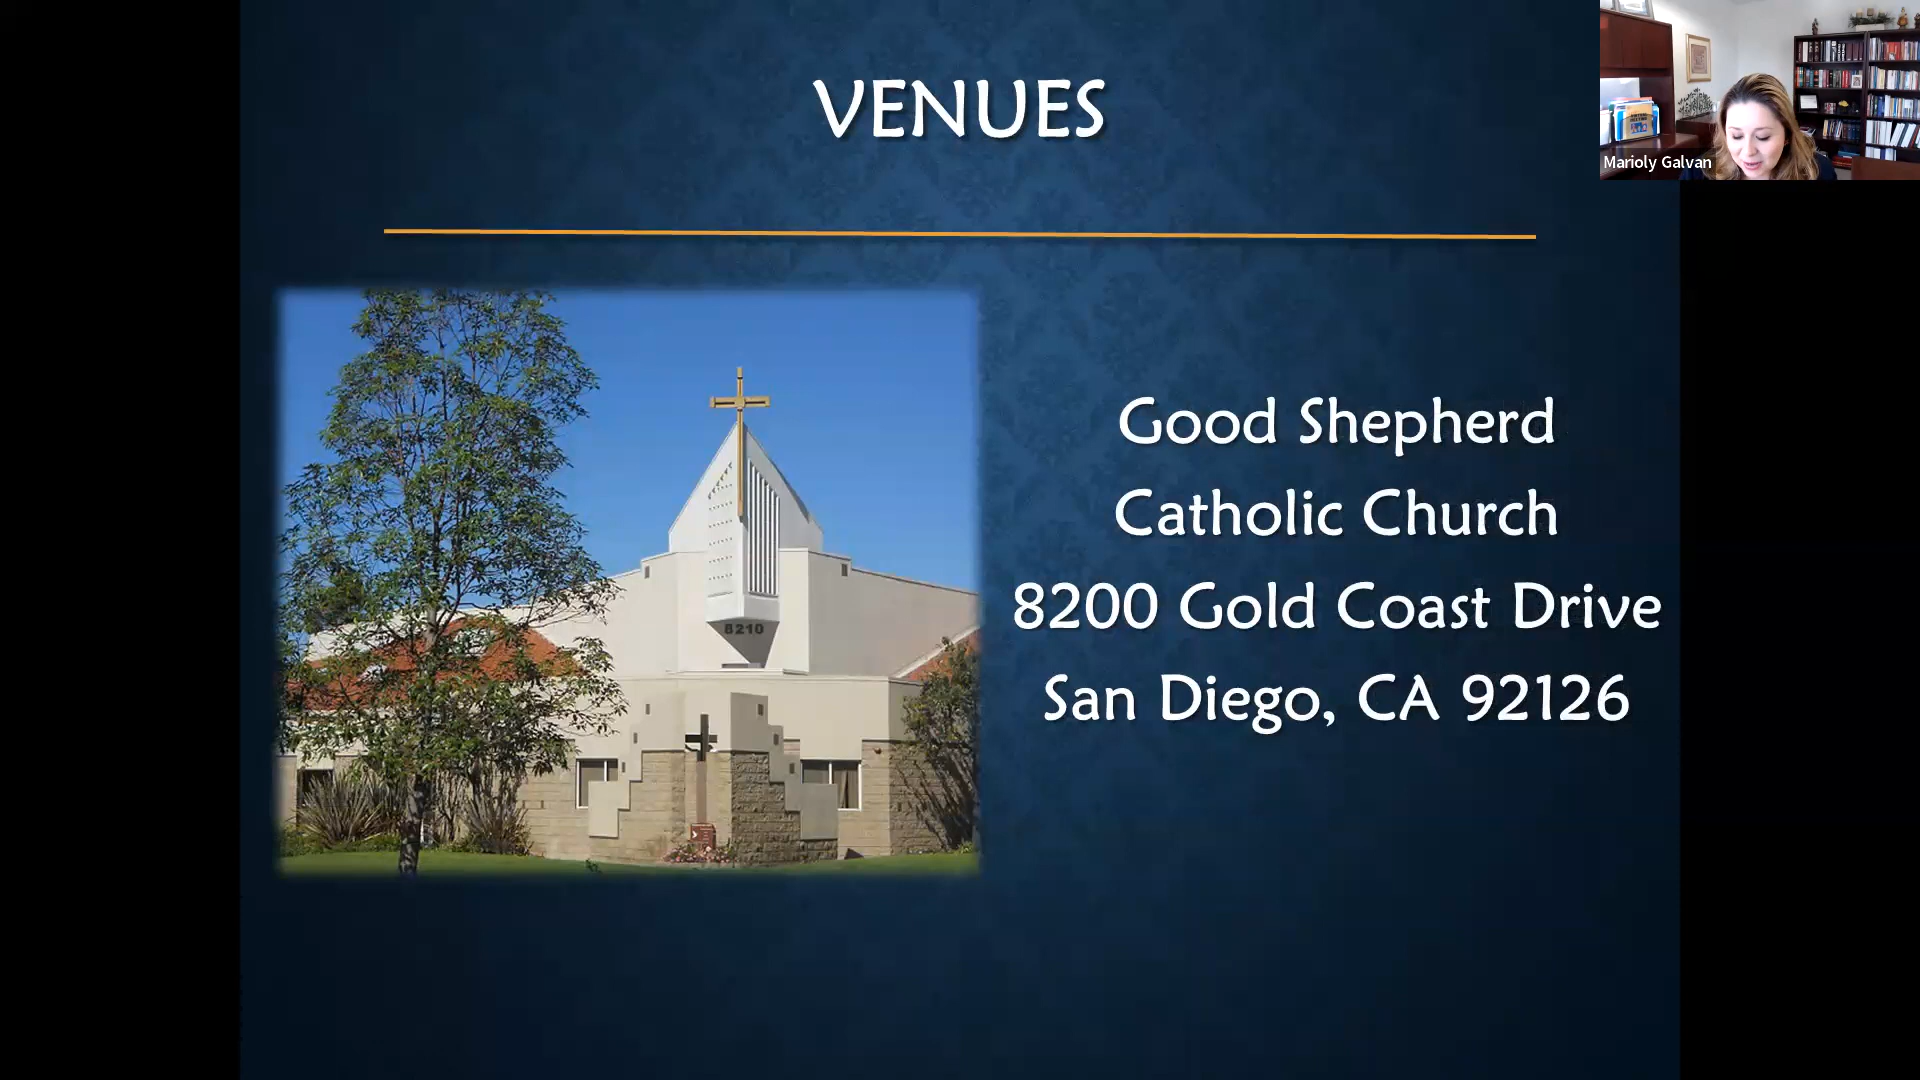 VENUES
Marioly Galvan
8210
Good Shepherd
Catholic Church
8200 Gold Coast Drive
San Diego, CA 92126